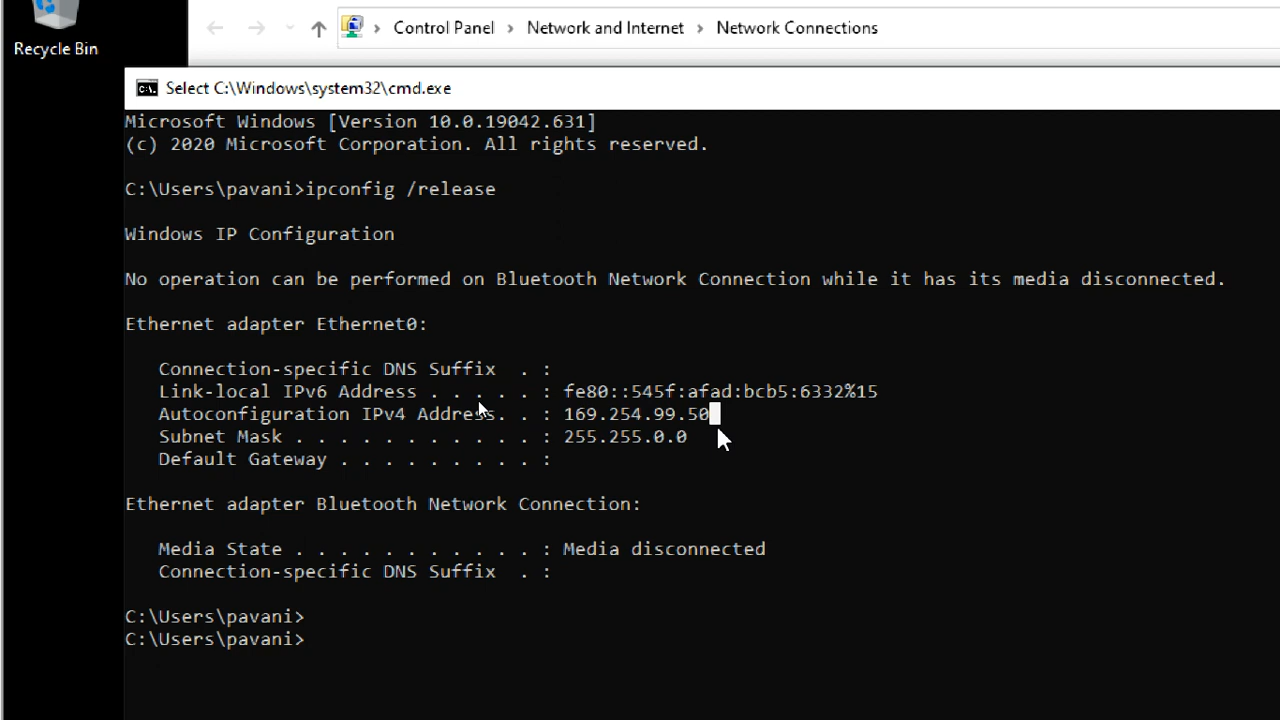 Recycle Bin
Control Panel > Network and Internet > Network Connections
Select C:\Windows\system32\cmd.exe
Microsoft Windows [Version 10.0.19042.631]
(c) 2020 Microsoft Corporation. All rights reserved.
C:\Users\pavani>ipconfig /release
Windows IP Configuration
No operation can be performed on Bluetooth Network Connection while it has its media disconnected.
Ethernet adapter Ethernet0:
Connection-specific DNS Suffix . :
Link-local IPv6 Address . . . . . : fe80::545f:afad:bcb5:6332%15
Autoconfiguration IPv4 Address. . : 169.254.99.50
Subnet Mask . . . . . . . . . . . : 255.255.0.0
Default Gateway . . . . . . . . . :
Ethernet adapter Bluetooth Network Connection:
Media State . . . . . . . . . . . : Media disconnected
Connection-specific DNS Suffix . :
C:\Users\pavani>
C:\Users\pavani>